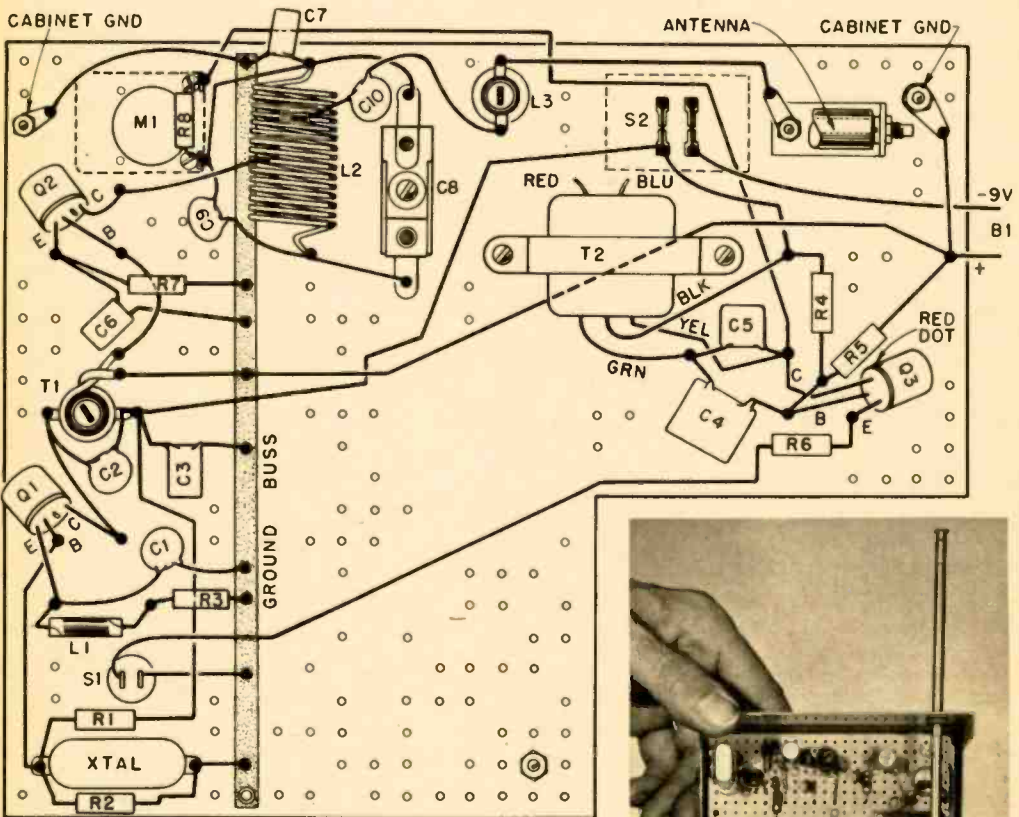 CABINET GND
C7
ANTENNA
CABINET GND
M1
R8
C10
L3
S2
Q2
C
L2
C8
RED
BLU
-9V
B1
+
E
B
C9
T2
R7
BLK
R4
C6
YEL
C5
R5
RED
DOT
T1
GRN
C
Q3
C4
B
E
R6
C2
C3
BUSS
Q1
C
E
B
C1
GROUND
R3
L1
S1
R1
XTAL
R2